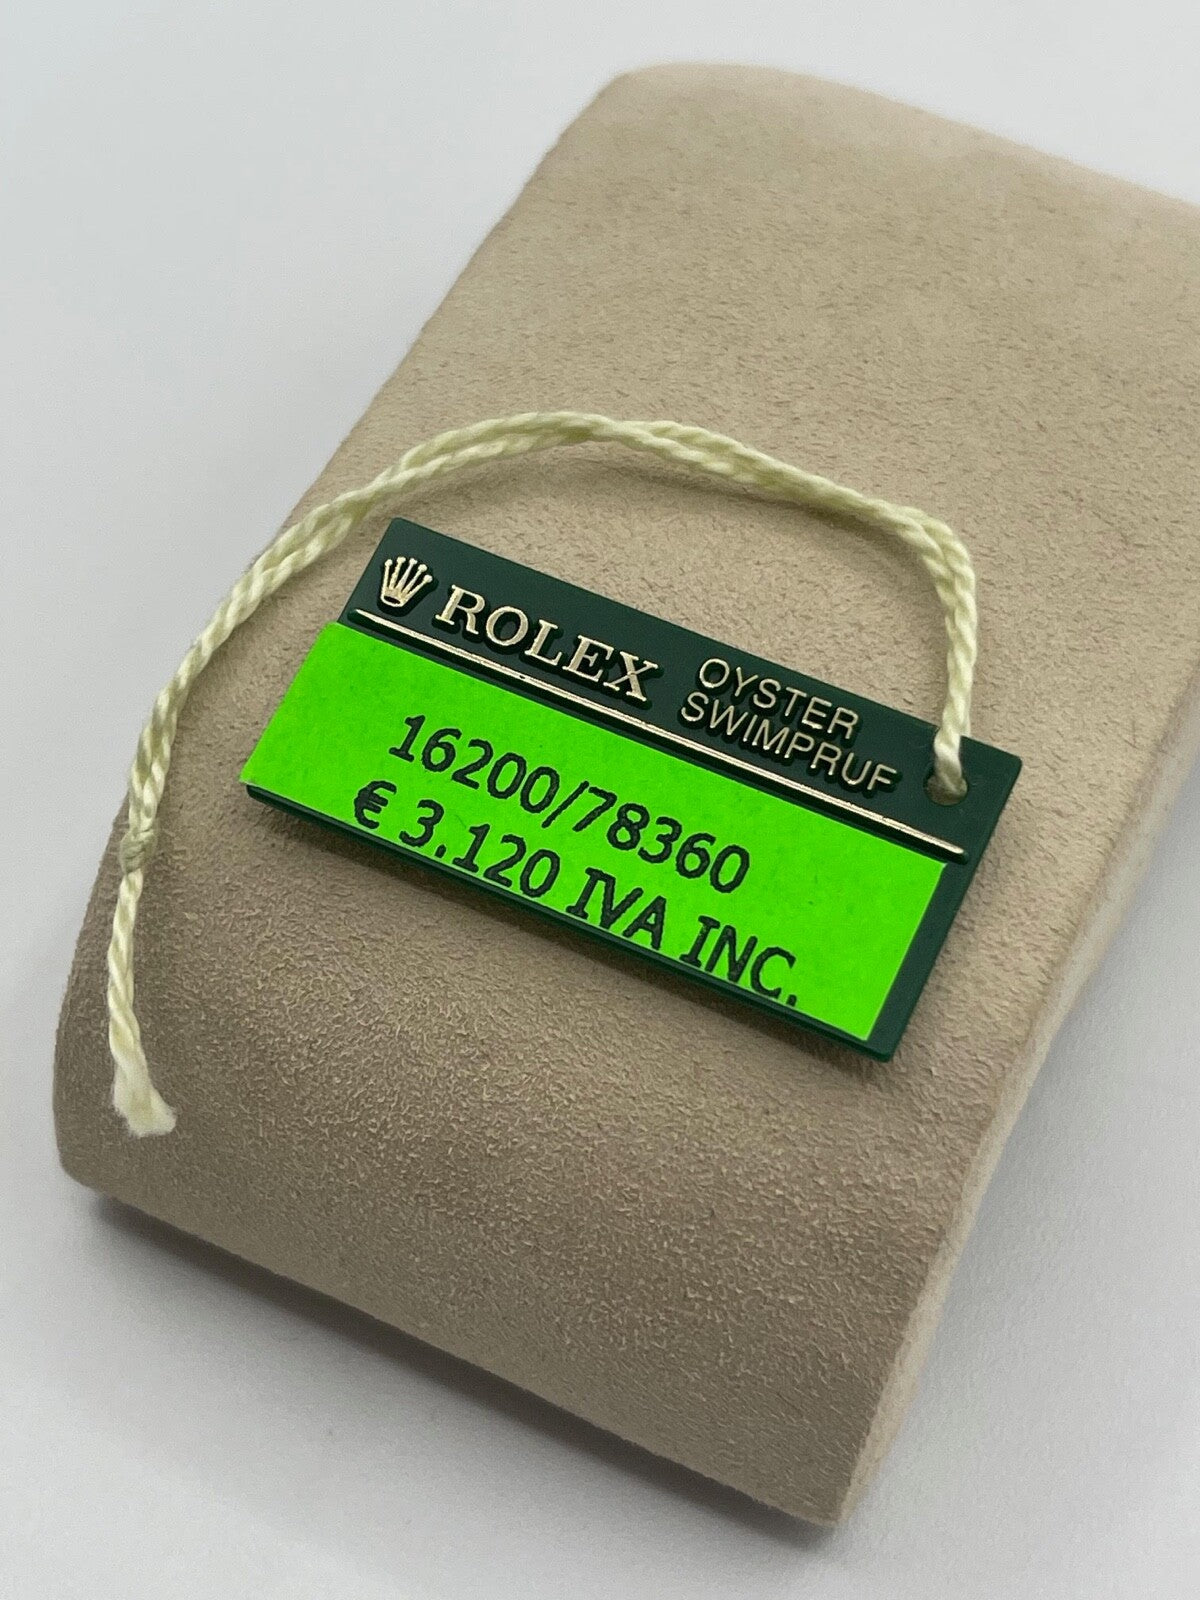 ROLEX
OYSTER
SWIMPRUF
16200/78360
€ 3.120 IVA INC.